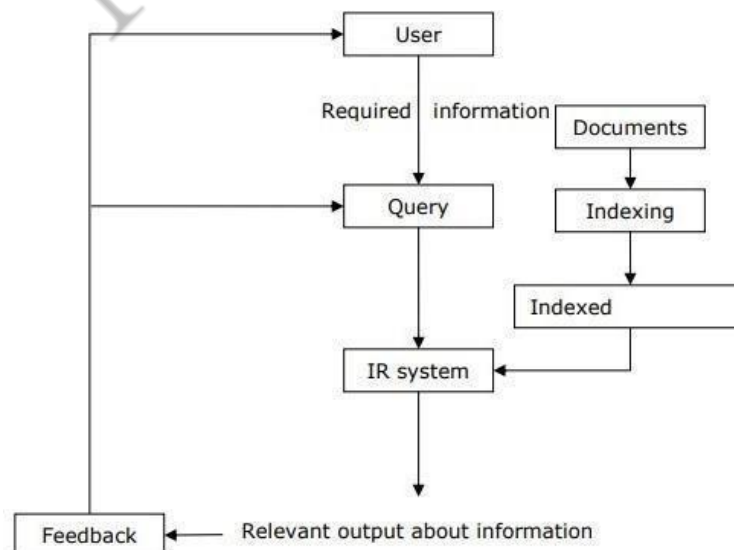 User
Required information
Documents
Query
Indexing
Indexed
IR system
Relevant output about information
Feedback